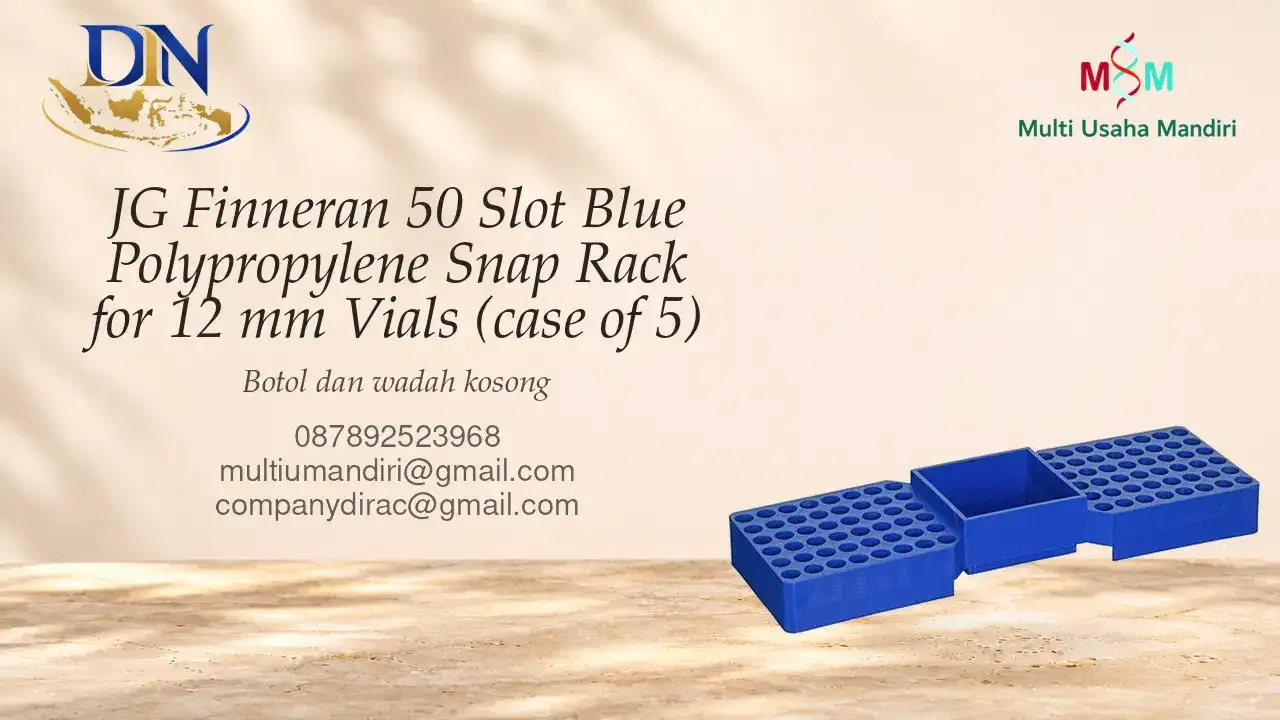 DIN
M M
Multi Usaha Mandiri
JG Finneran 50 Slot Blue
Polypropylene Snap Rack
for 12 mm Vials (case of 5)
Botol dan wadah kosong
087892523968
multiumandiri@gmail.com
companydirac@gmail.com